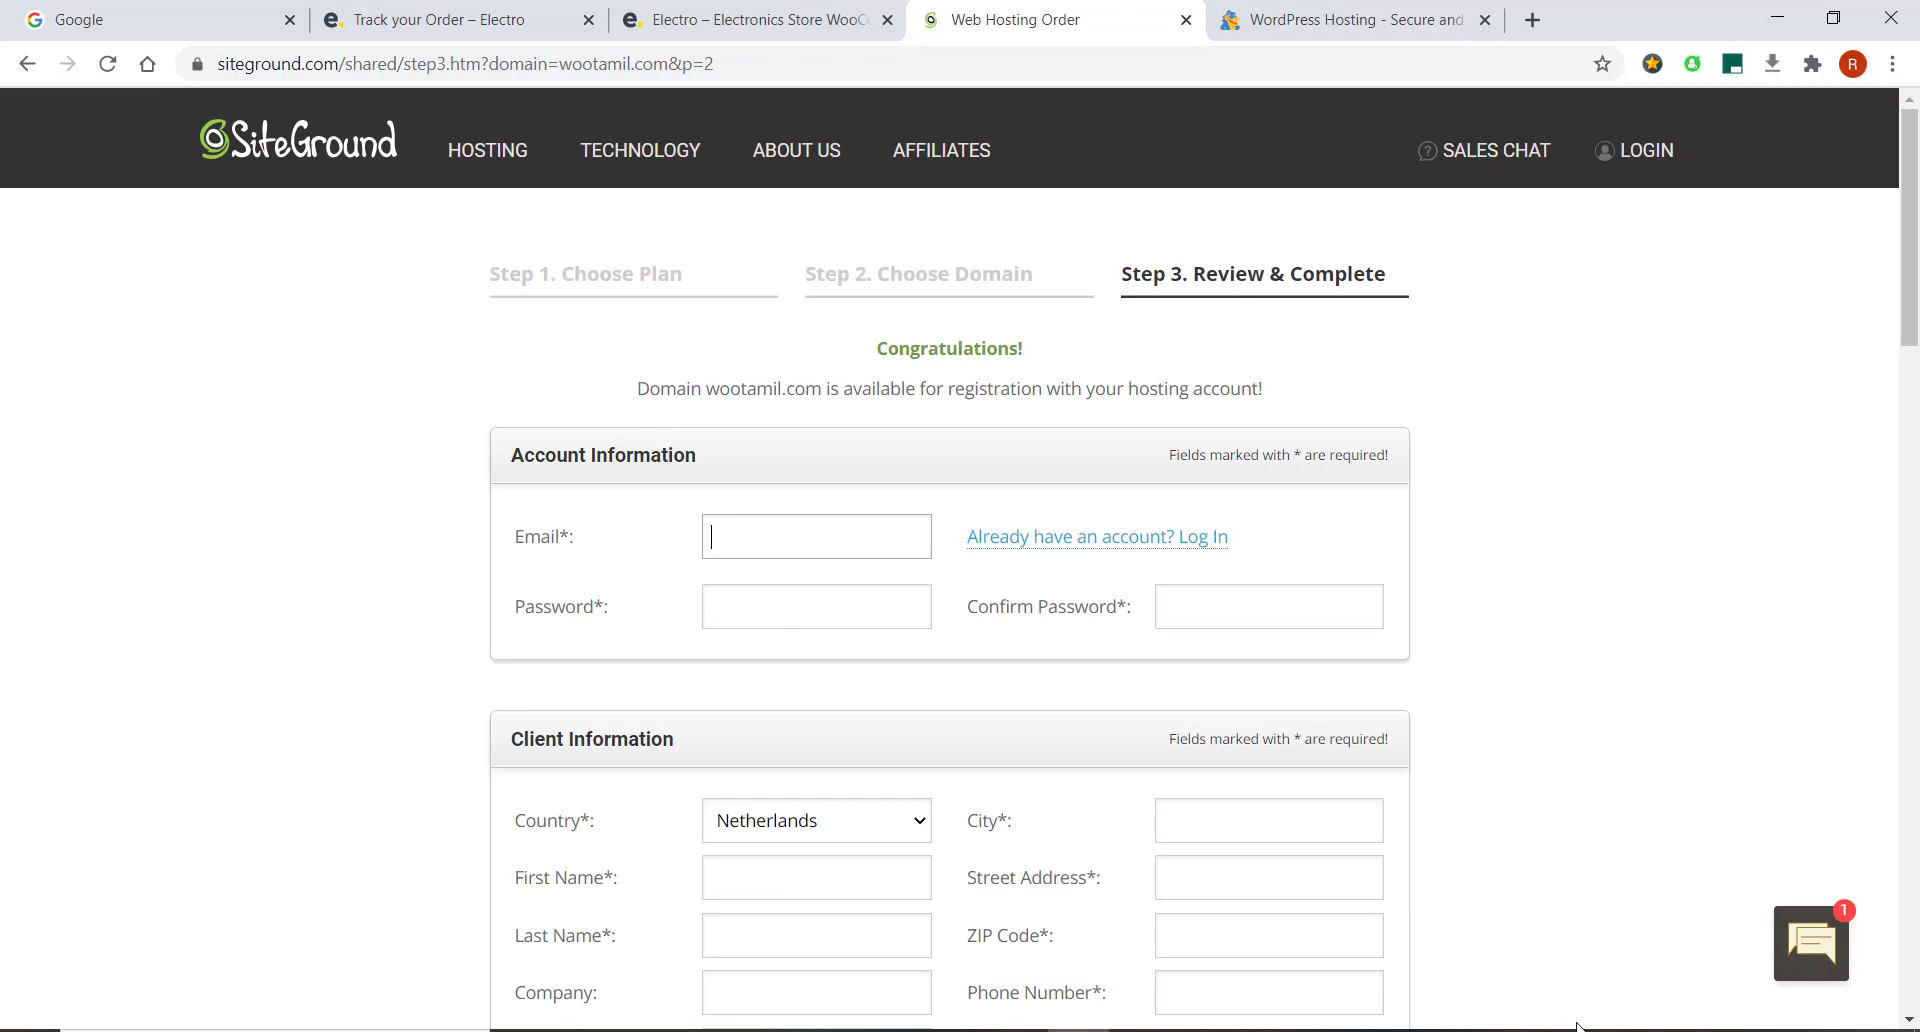 Google
Track your Order – Electro
Electro – Electronics Store WooCo
Web Hosting Order
WordPress Hosting - Secure and
siteground.com/shared/step3.htm?domain=wootamil.com&p=2
R
SiteGround
HOSTING
TECHNOLOGY
ABOUT US
AFFILIATES
? SALES CHAT
LOGIN
Step 1. Choose Plan
Step 2. Choose Domain
Step 3. Review & Complete
Congratulations!
Domain wootamil.com is available for registration with your hosting account!
Account Information
Fields marked with * are required!
Email*:
Already have an account? Log In
Password*:
Confirm Password*:
Client Information
Fields marked with * are required!
Country*:
Netherlands
City*:
First Name*:
Street Address*:
Last Name*:
ZIP Code*:
Company:
Phone Number*:
1